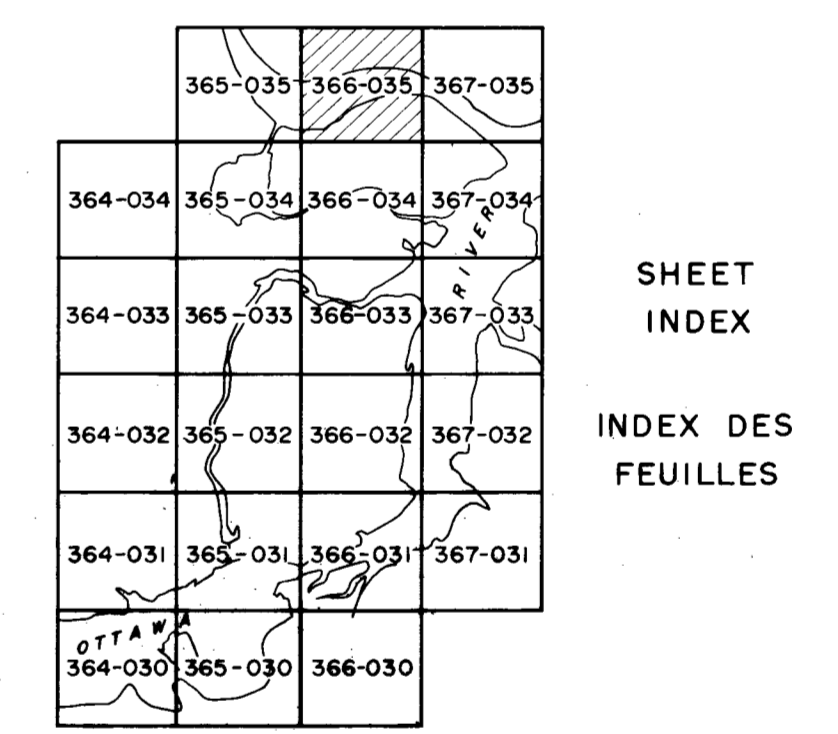 365-035 366-035 367-035
364-034 365-034 366-034 367-034
RIVER
364-033 365-033 366-033 367-033
364-032 365-032 366-032 367-032
364-031 365-031 366-031 367-031
OTTAWA
364-030 365-030 366-030
SHEET
INDEX
INDEX DES
FEUILLES